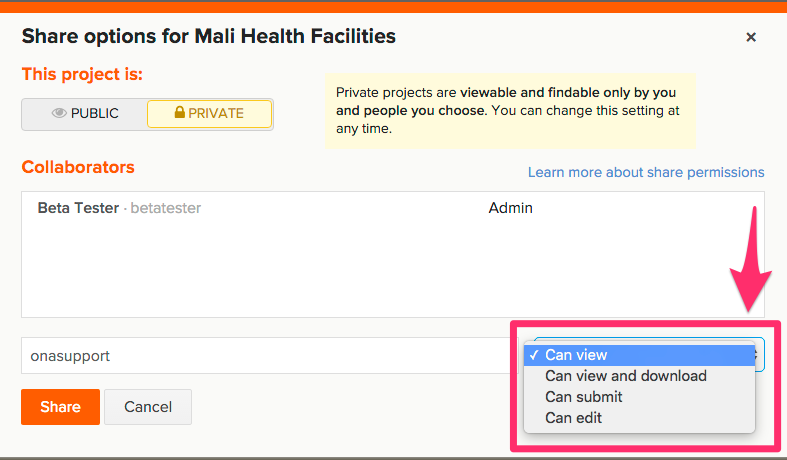 Share options for Mali Health Facilities ×
This project is:
PUBLIC PRIVATE
Private projects are viewable and findable only by you
and people you choose. You can change this setting at
any time.
Collaborators
Learn more about share permissions
Beta Tester · betatester Admin
onasupport
✓ Can view
Can view and download
Can submit
Can edit
Share Cancel